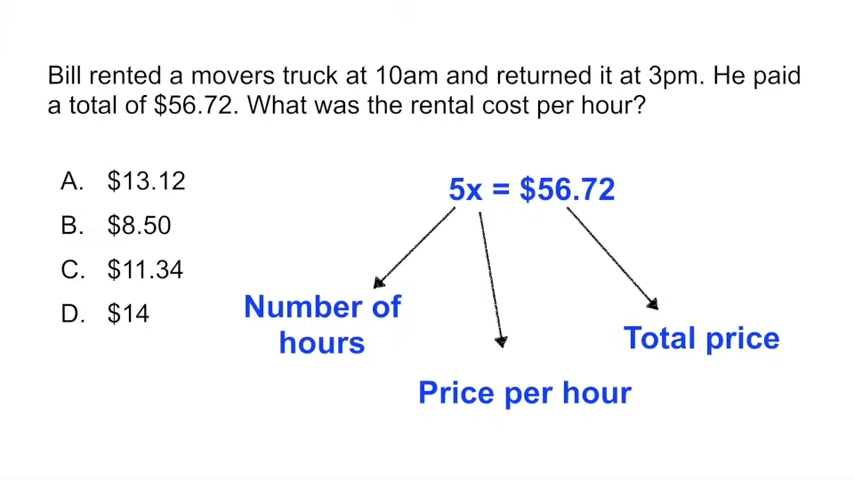 Bill rented a movers truck at 10am and returned it at 3pm. He paid
a total of $56.72. What was the rental cost per hour?
A. $13.12
B. $8.50
C. $11.34
D. $14
5x = $56.72
Number of
hours
Price per hour
Total price